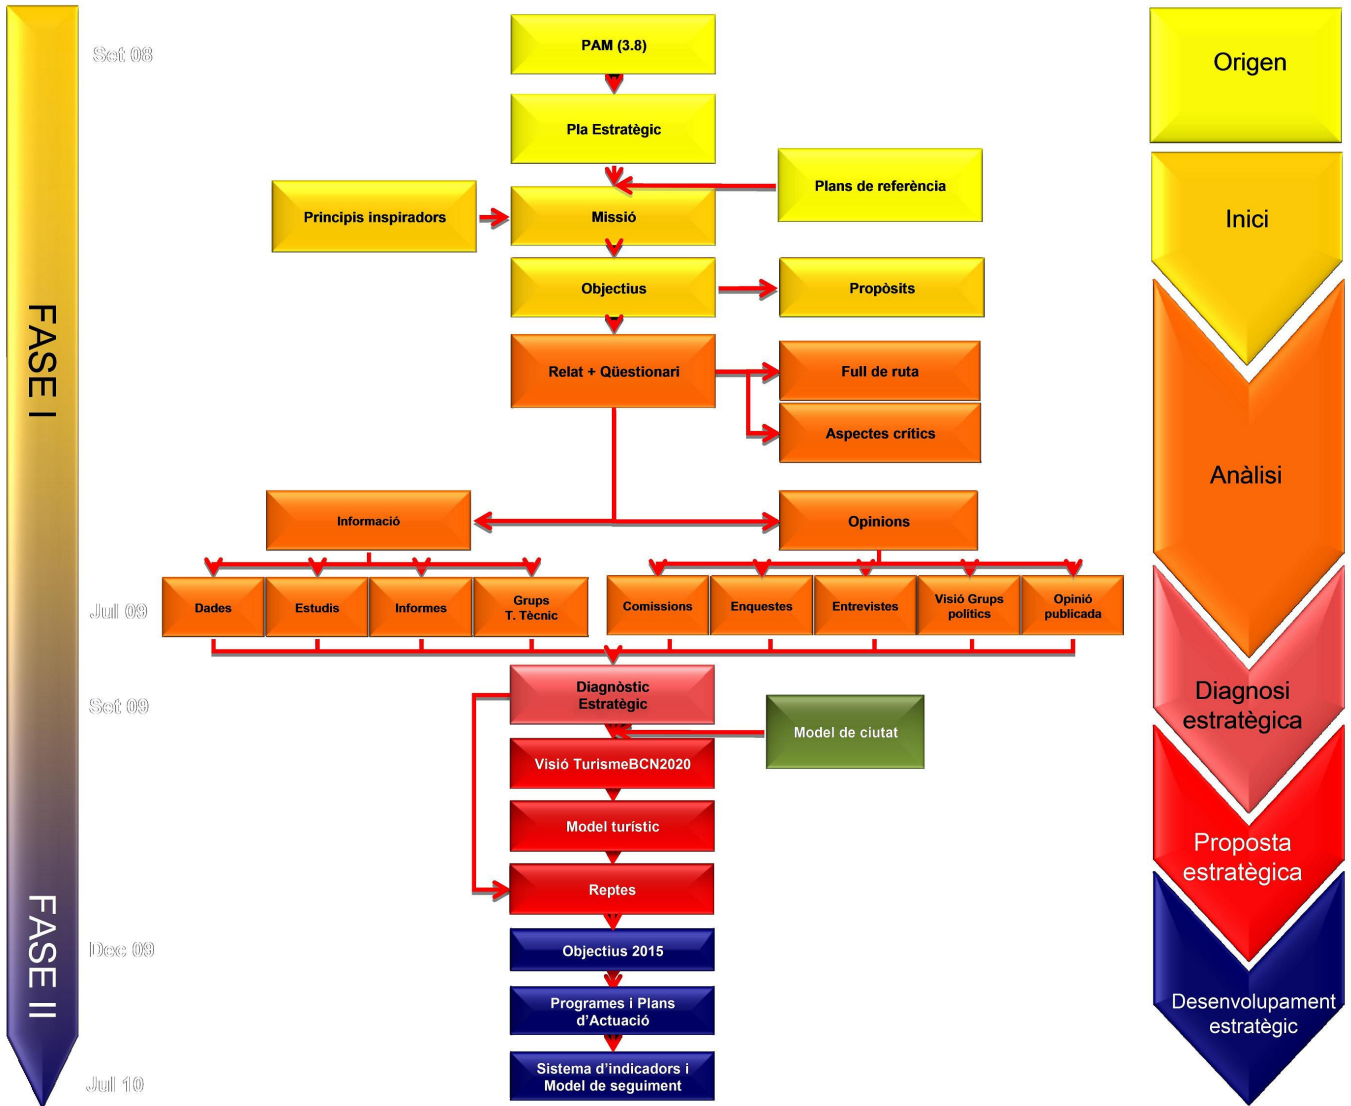 Set 08
PAM (3.8)
Origen
Pla Estratègic
Plans de referència
Principis inspiradors
Missió
Inici
Objectius
Propòsits
FASE I
Relat + Qüestionari
Full de ruta
Aspectes crítics
Anàlisi
Informació
Opinions
Jul 09
Dades
Estudis
Informes
Grups
T. Tècnic
Comissions
Enquestes
Entrevistes
Visió Grups
polítics
Opinió
publicada
Set 09
Diagnòstic
Estratègic
Diagnosi
estratègica
Model de ciutat
Visió TurismeBCN2020
Model turístic
Proposta
estratègica
Reptes
FASE II
Dec 09
Objectius 2015
Programes i Plans
d’Actuació
Desenvolupament
estratègic
Sistema d’indicadors i
Model de seguiment
Jul 10